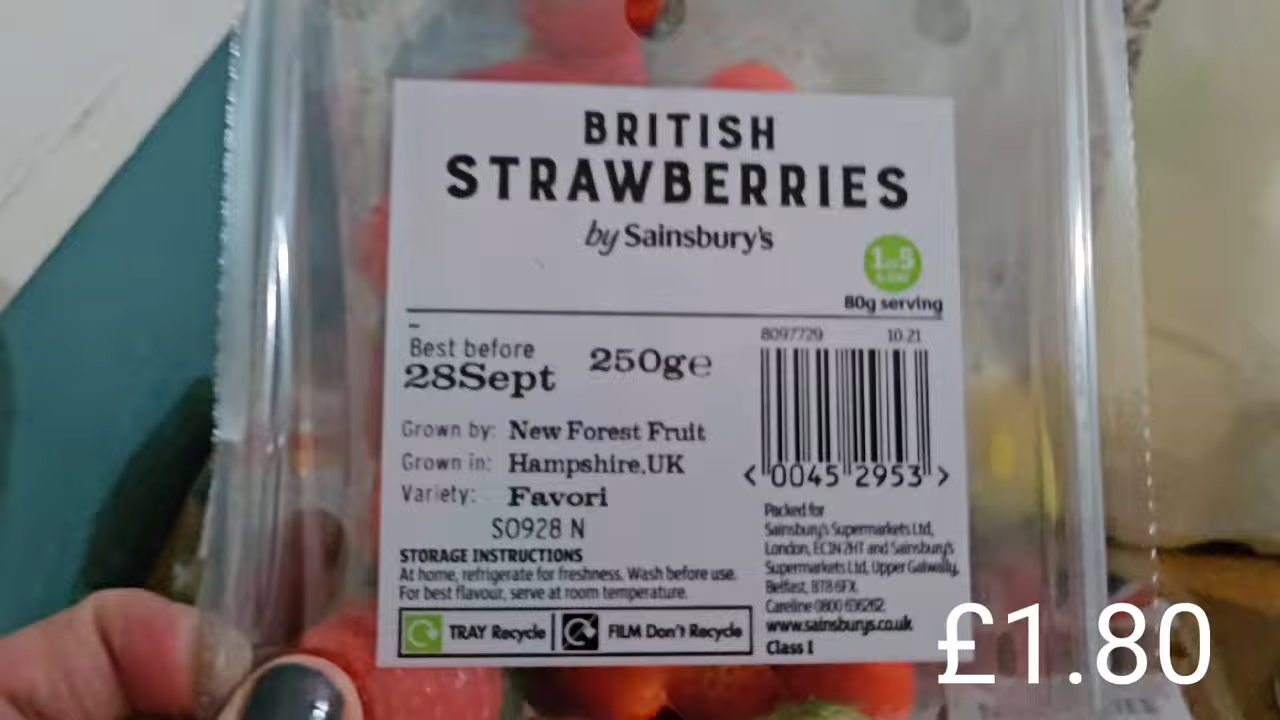 BRITISH
STRAWBERRIES
by Sainsbury's
1 of 5
A DAY
80g serving
Best before
28Sept
250g℮
8097729 10.21
Grown by: New Forest Fruit
Grown in: Hampshire,UK
Variety: Favori
S0928 N
<0045 2953>
STORAGE INSTRUCTIONS
At home, refrigerate for freshness. Wash before use.
For best flavour, serve at room temperature.
TRAY Recycle
FILM Don't Recycle
Packed for
Sainsbury's Supermarkets Ltd,
London, EC1N 2HT and Sainsbury's
Supermarkets Ltd, Upper Galwally,
Belfast, BT8 6FX.
Careline 0800 636262
www.sainsburys.co.uk
Class I
£1.80